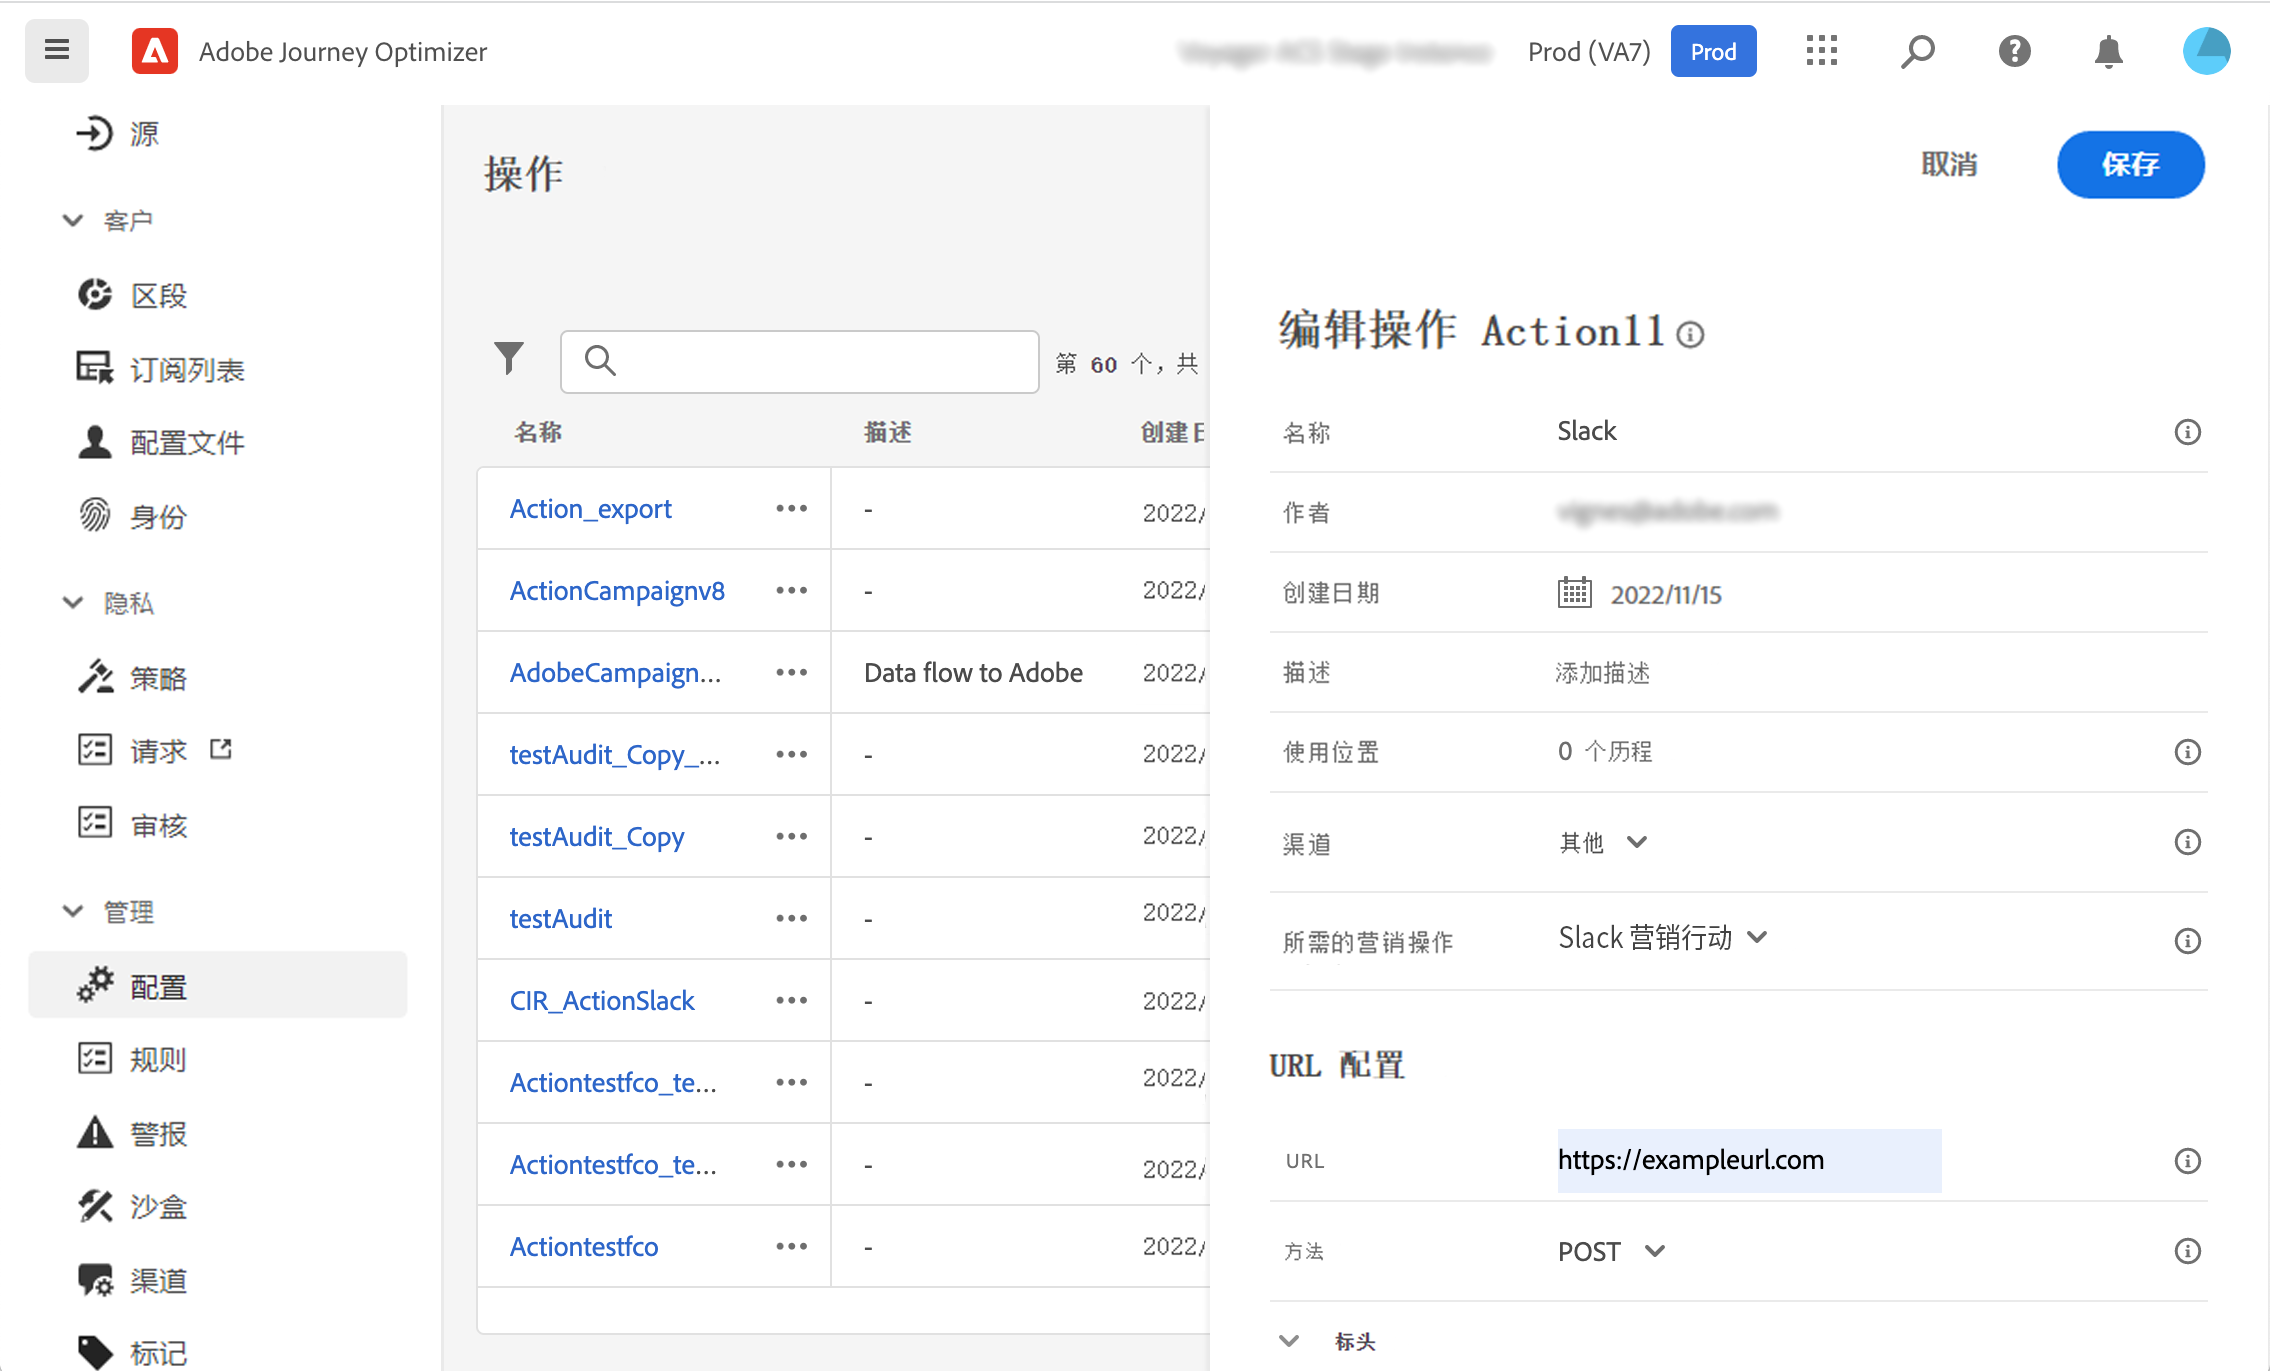 Adobe Journey Optimizer
Prod (VA7)
Prod
源
客户
区段
订阅列表
配置文件
身份
隐私
策略
请求
审核
管理
配置
规则
警报
沙盒
渠道
标记
操作
第 60 个，共
名称 描述 创建日
Action_export - 2022/
ActionCampaignv8 - 2022/
AdobeCampaign... Data flow to Adobe 2022/
testAudit_Copy_... - 2022/
testAudit_Copy - 2022/
testAudit - 2022/
CIR_ActionSlack - 2022/
Actiontestfco_te... - 2022/
Actiontestfco_te... - 2022/
Actiontestfco - 2022/
取消
保存
编辑操作 Action11
名称 Slack
作者
创建日期 2022/11/15
描述 添加描述
使用位置 0 个历程
渠道 其他
所需的营销操作 Slack 营销行动
URL 配置
URL https://exampleurl.com
方法 POST
标头